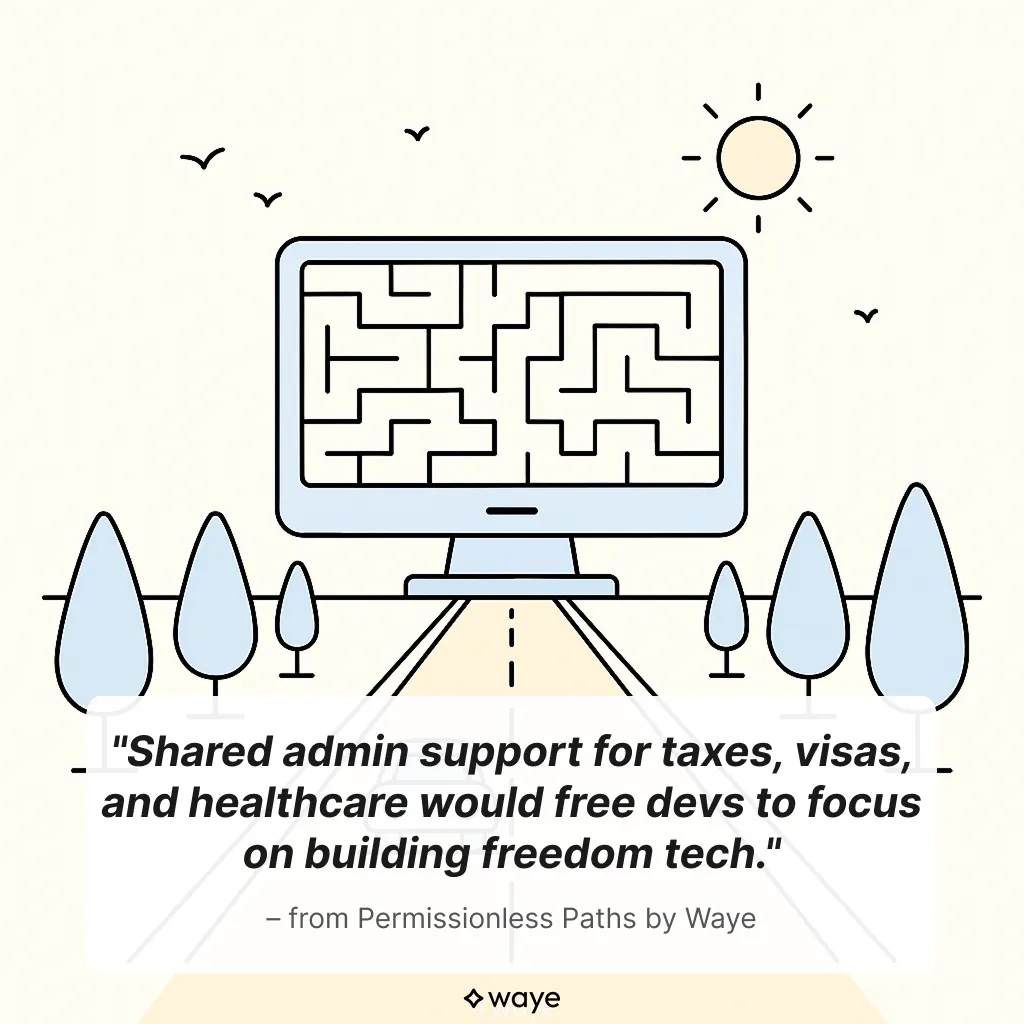 "Shared admin support for taxes, visas,
and healthcare would free devs to focus
on building freedom tech."
– from Permissionless Paths by Waye
waye